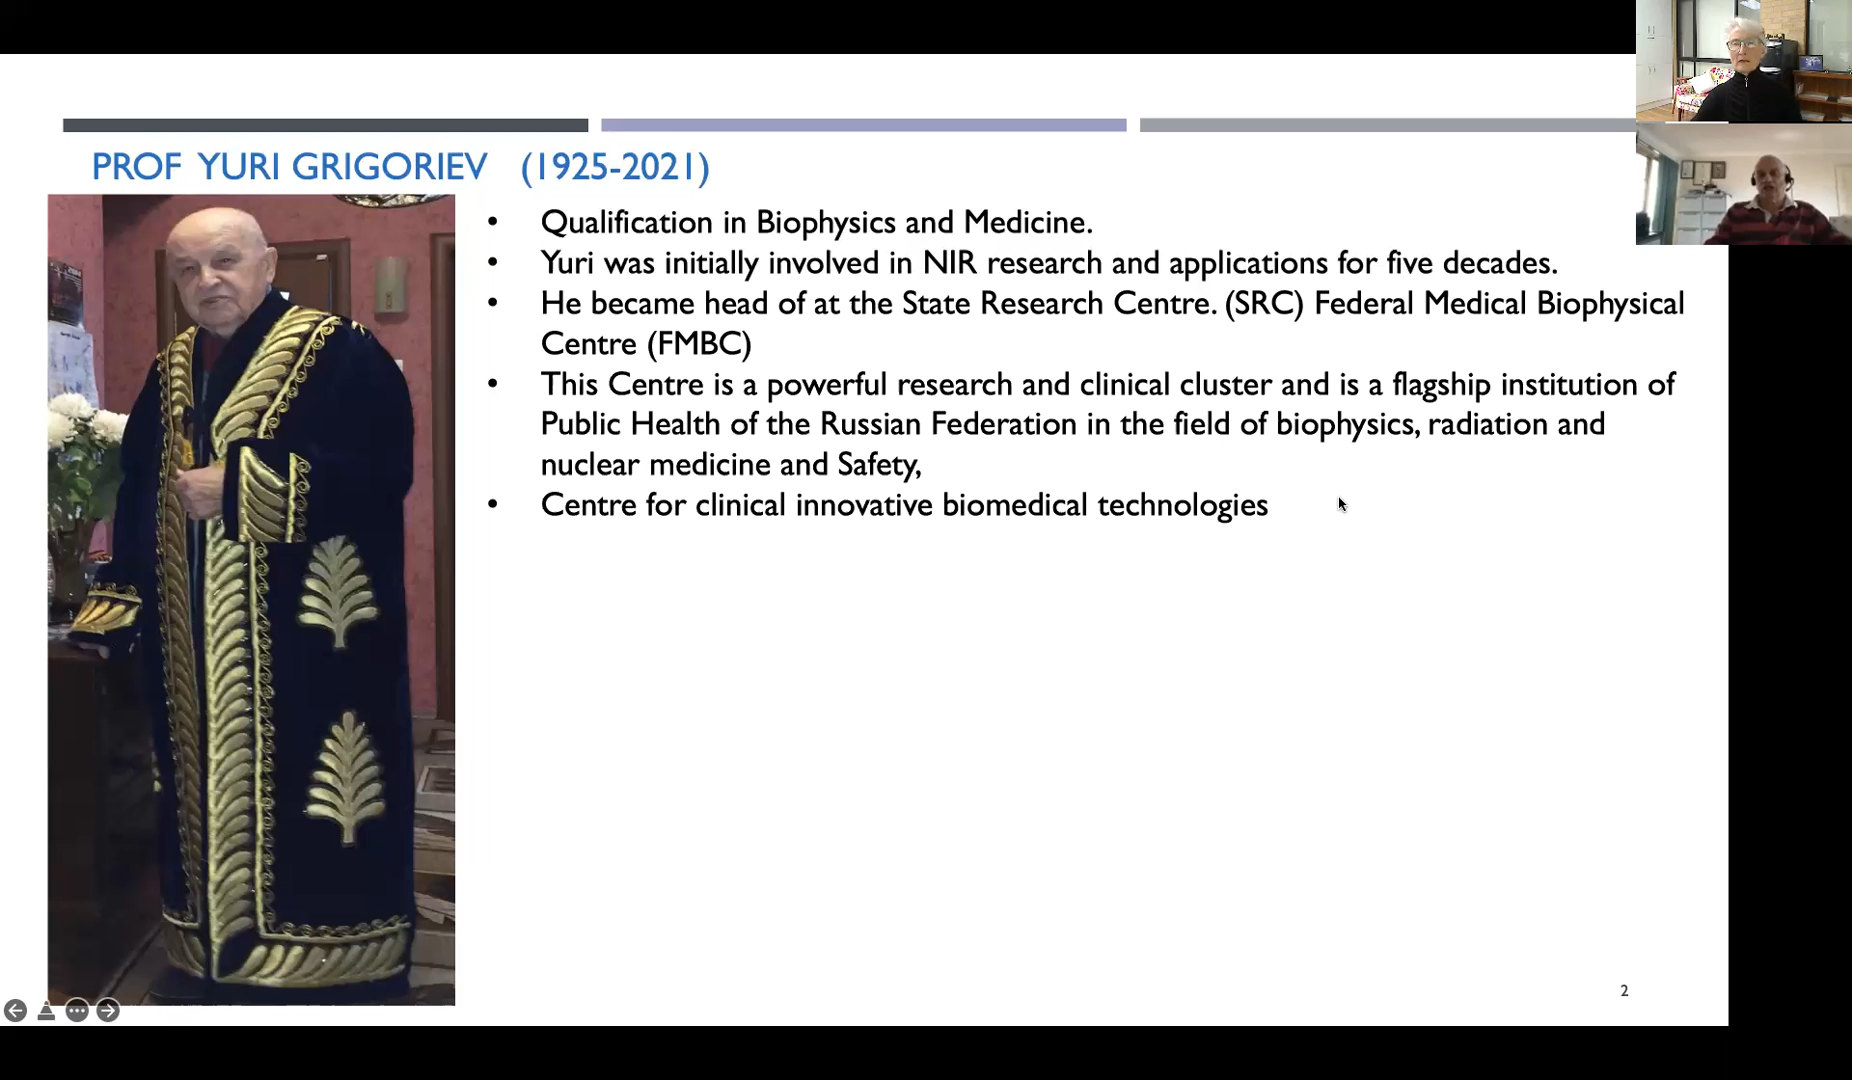 PROF YURI GRIGORIEV (1925-2021)
• Qualification in Biophysics and Medicine.
• Yuri was initially involved in NIR research and applications for five decades.
• He became head of at the State Research Centre. (SRC) Federal Medical Biophysical
Centre (FMBC)
• This Centre is a powerful research and clinical cluster and is a flagship institution of
Public Health of the Russian Federation in the field of biophysics, radiation and
nuclear medicine and Safety,
• Centre for clinical innovative biomedical technologies
2